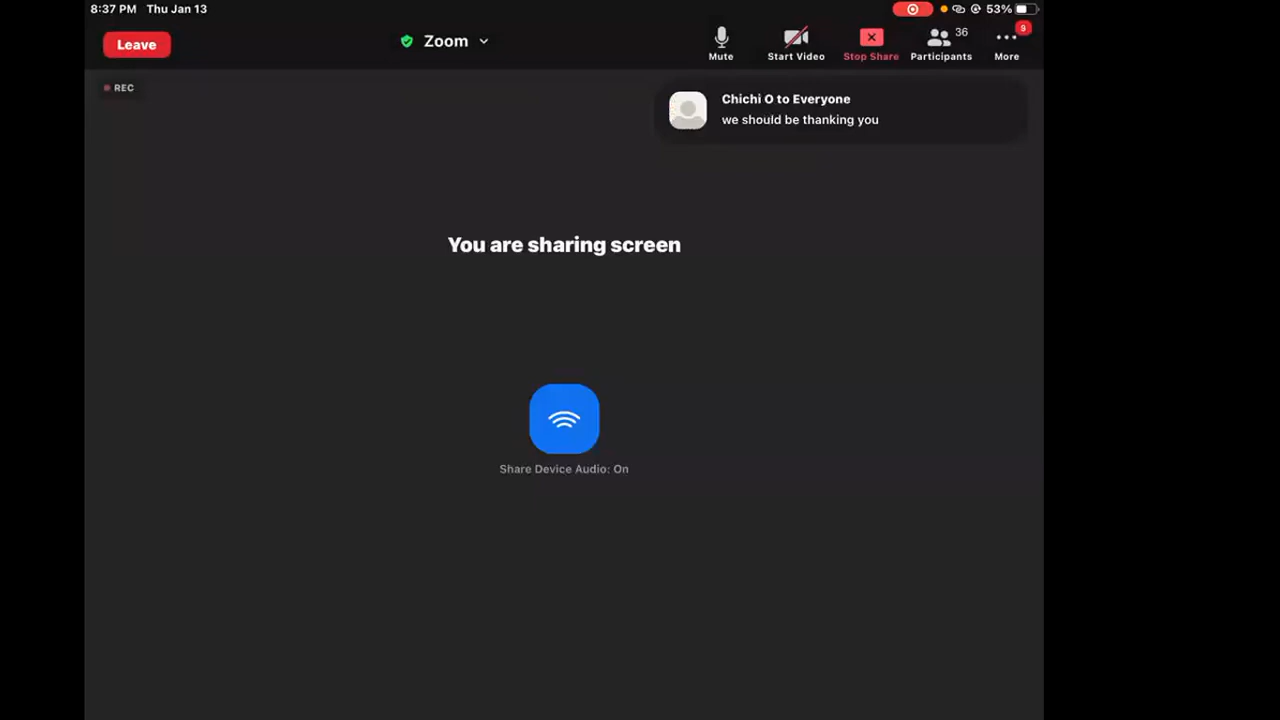 8:37 PM Thu Jan 13
53%
Leave
Zoom
Mute
Start Video
Stop Share
Participants
36
More
9
REC
Chichi O to Everyone
we should be thanking you
You are sharing screen
Share Device Audio: On